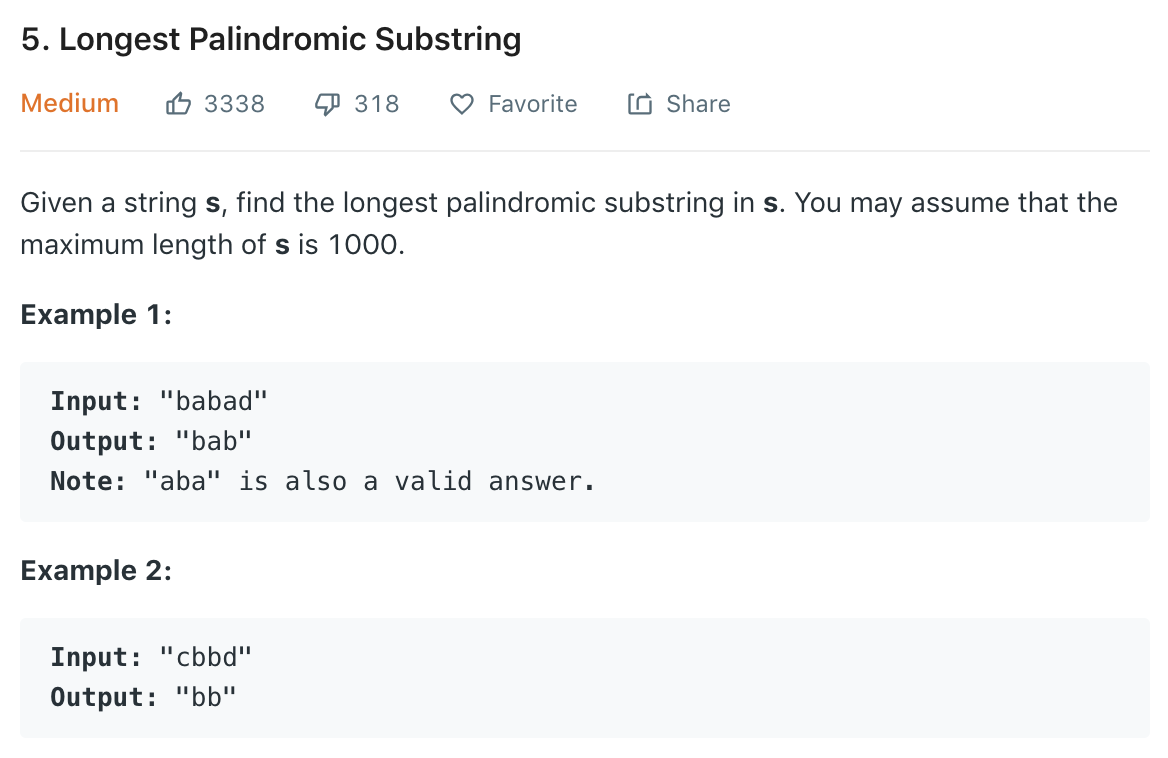 5. Longest Palindromic Substring
Medium 3338 318 Favorite Share
Given a string s, find the longest palindromic substring in s. You may assume that the
maximum length of s is 1000.
Example 1:
Input: "babad"
Output: "bab"
Note: "aba" is also a valid answer.
Example 2:
Input: "cbbd"
Output: "bb"